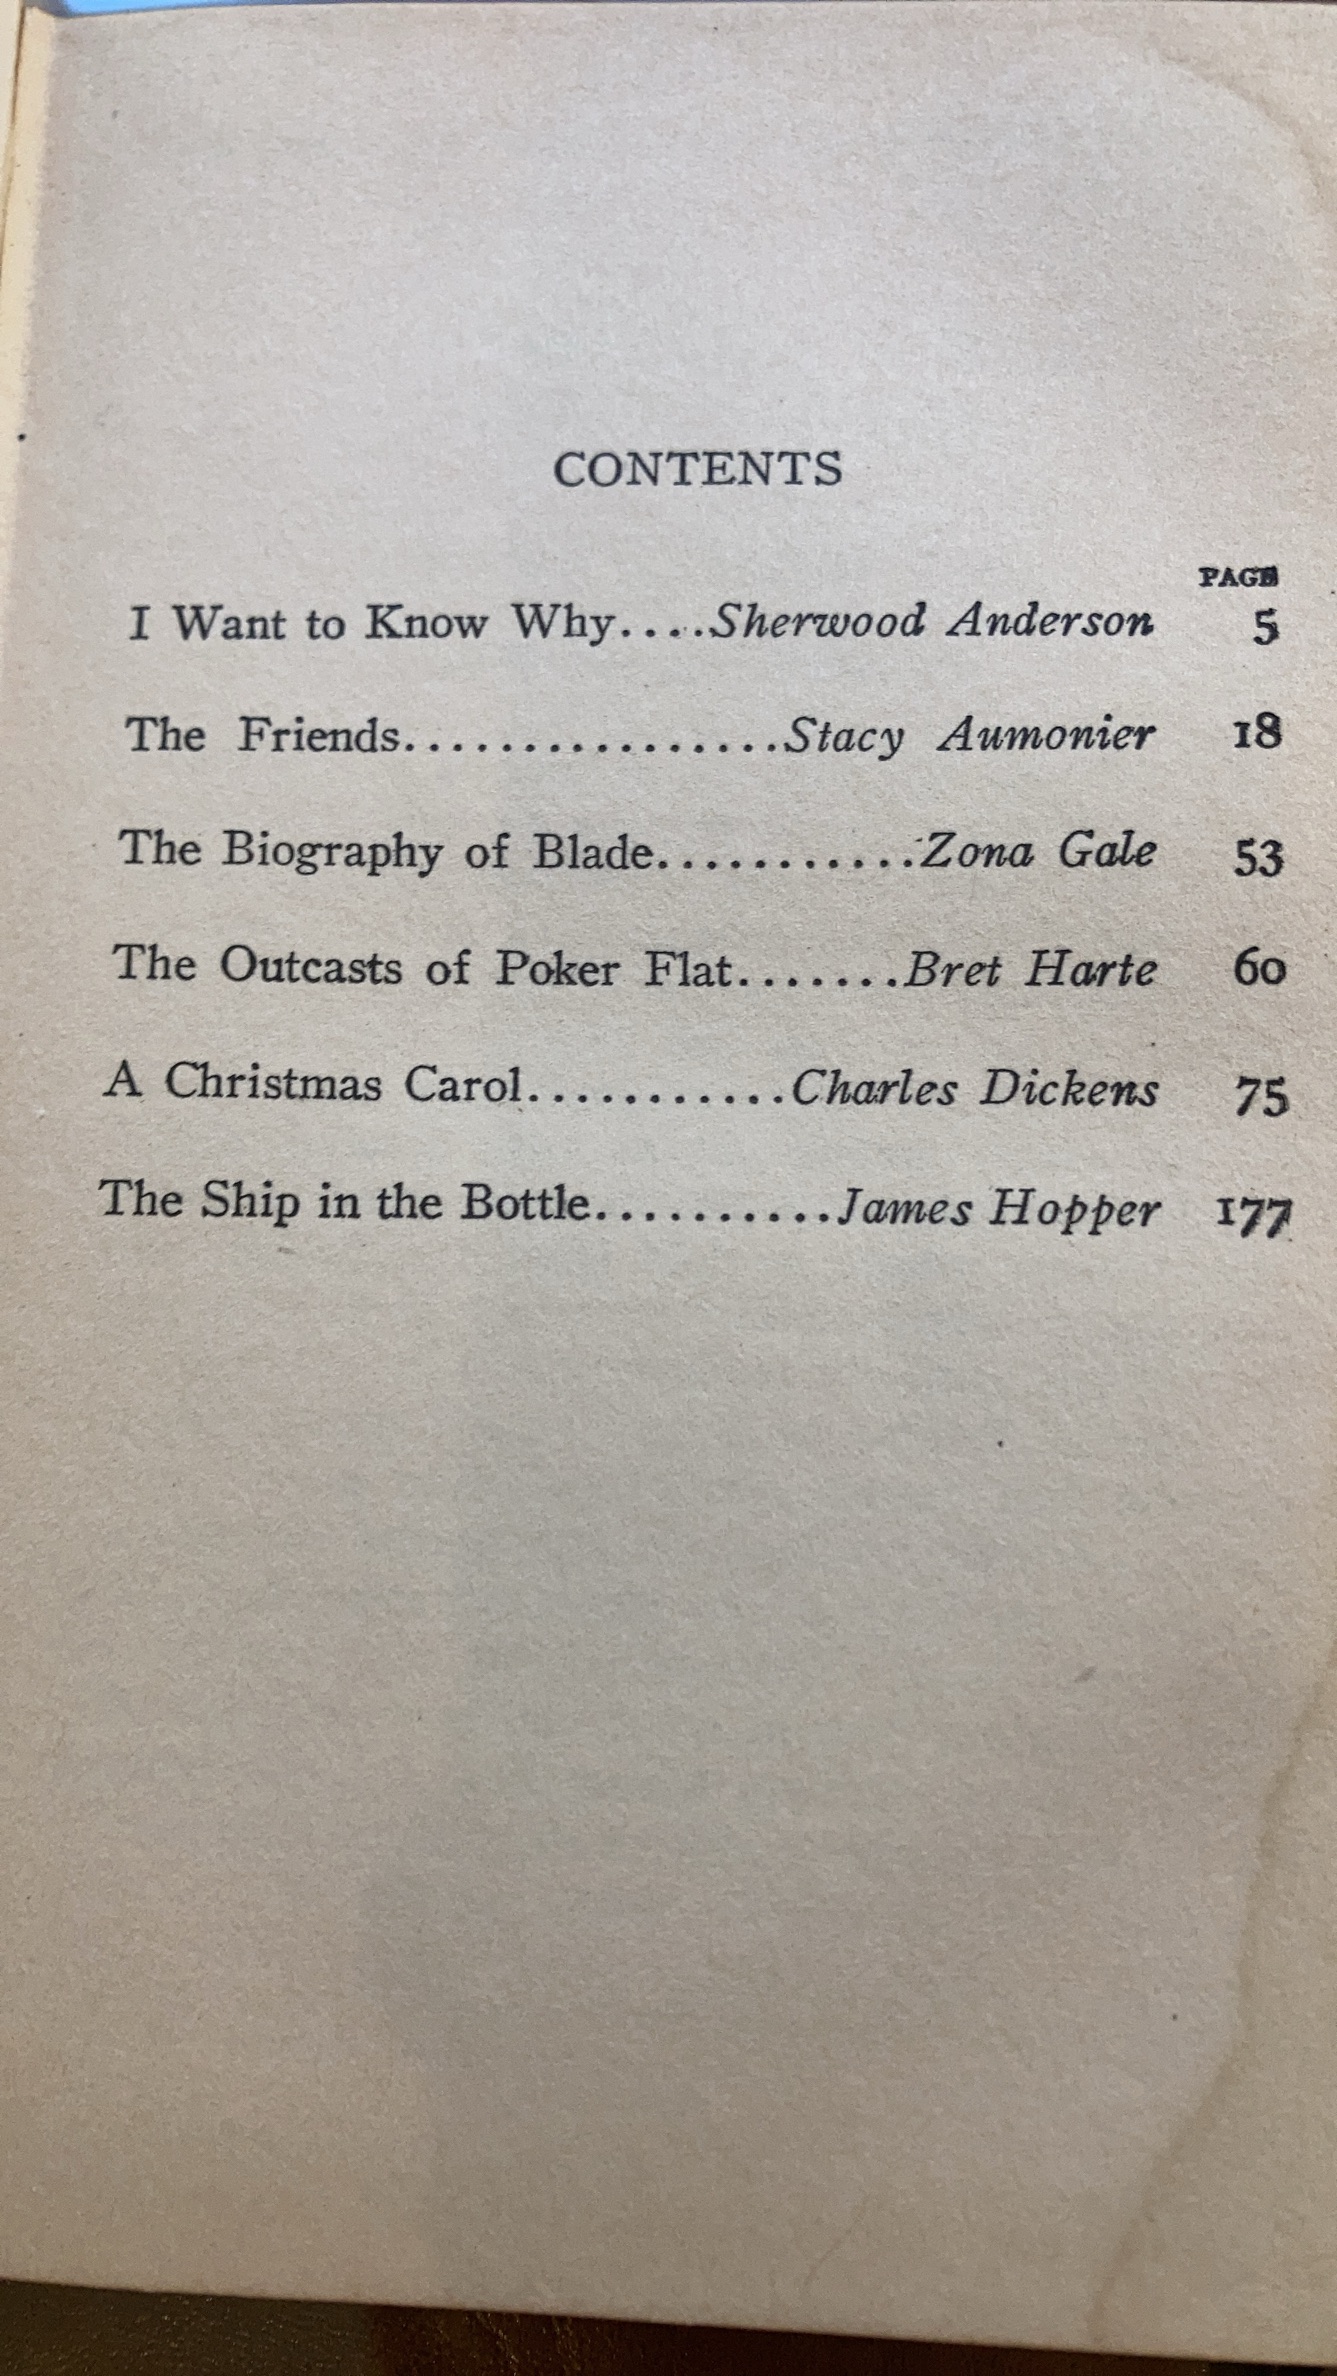 CONTENTS
PAGE
I Want to Know Why....Sherwood Anderson 5
The Friends.................Stacy Aumonier 18
The Biography of Blade............Zona Gale 53
The Outcasts of Poker Flat.......Bret Harte 60
A Christmas Carol...........Charles Dickens 75
The Ship in the Bottle..........James Hopper 177